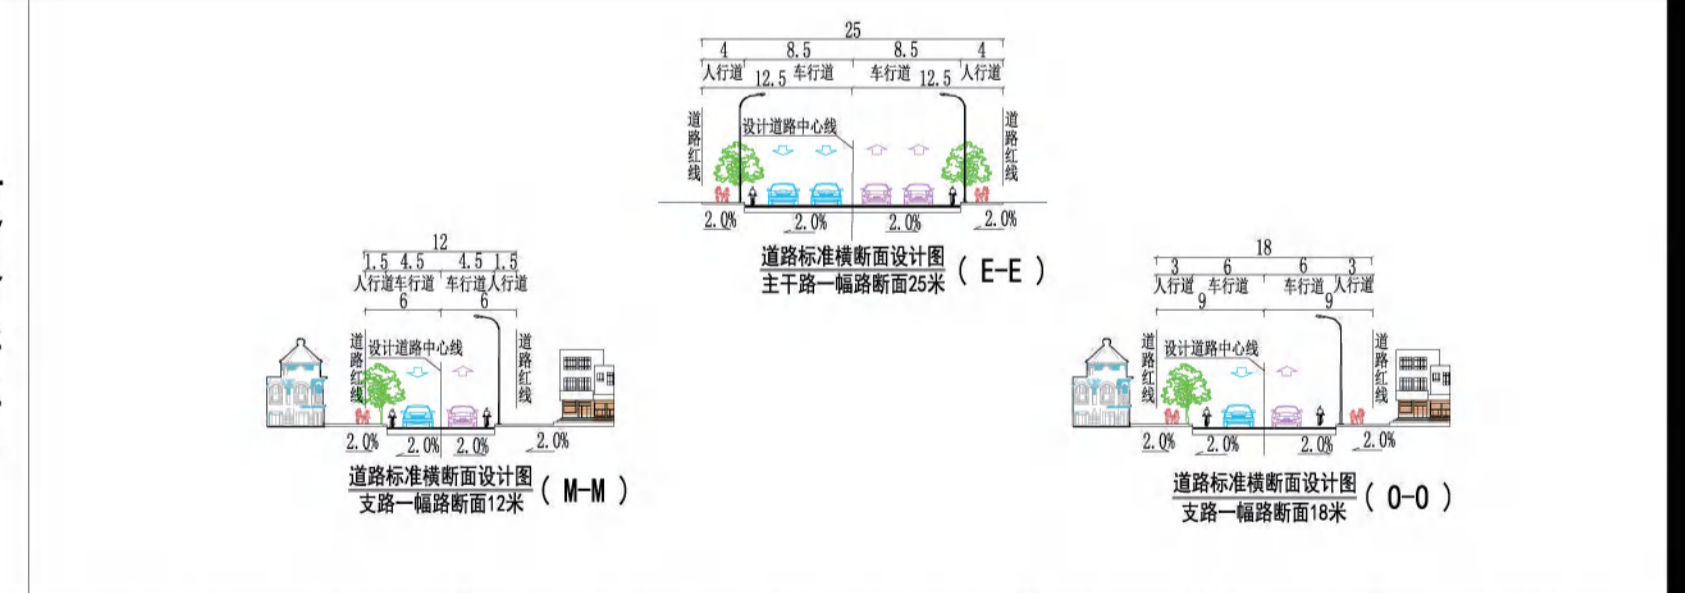 25
4 8.5 8.5 4
人行道 车行道 车行道 人行道
12.5 12.5
道路红线
设计道路中心线
道路红线
2.0% 2.0% 2.0% 2.0%
道路标准横断面设计图
主干路一幅路断面25米
( E-E )
12
1.5 4.5 4.5 1.5
人行道 车行道 车行道 人行道
6 6
道路红线
设计道路中心线
道路红线
2.0% 2.0% 2.0% 2.0%
道路标准横断面设计图
支路一幅路断面12米
( M-M )
18
3 6 6 3
人行道 车行道 车行道 人行道
9 9
道路红线
设计道路中心线
道路红线
2.0% 2.0% 2.0% 2.0%
道路标准横断面设计图
支路一幅路断面18米
( O-O )